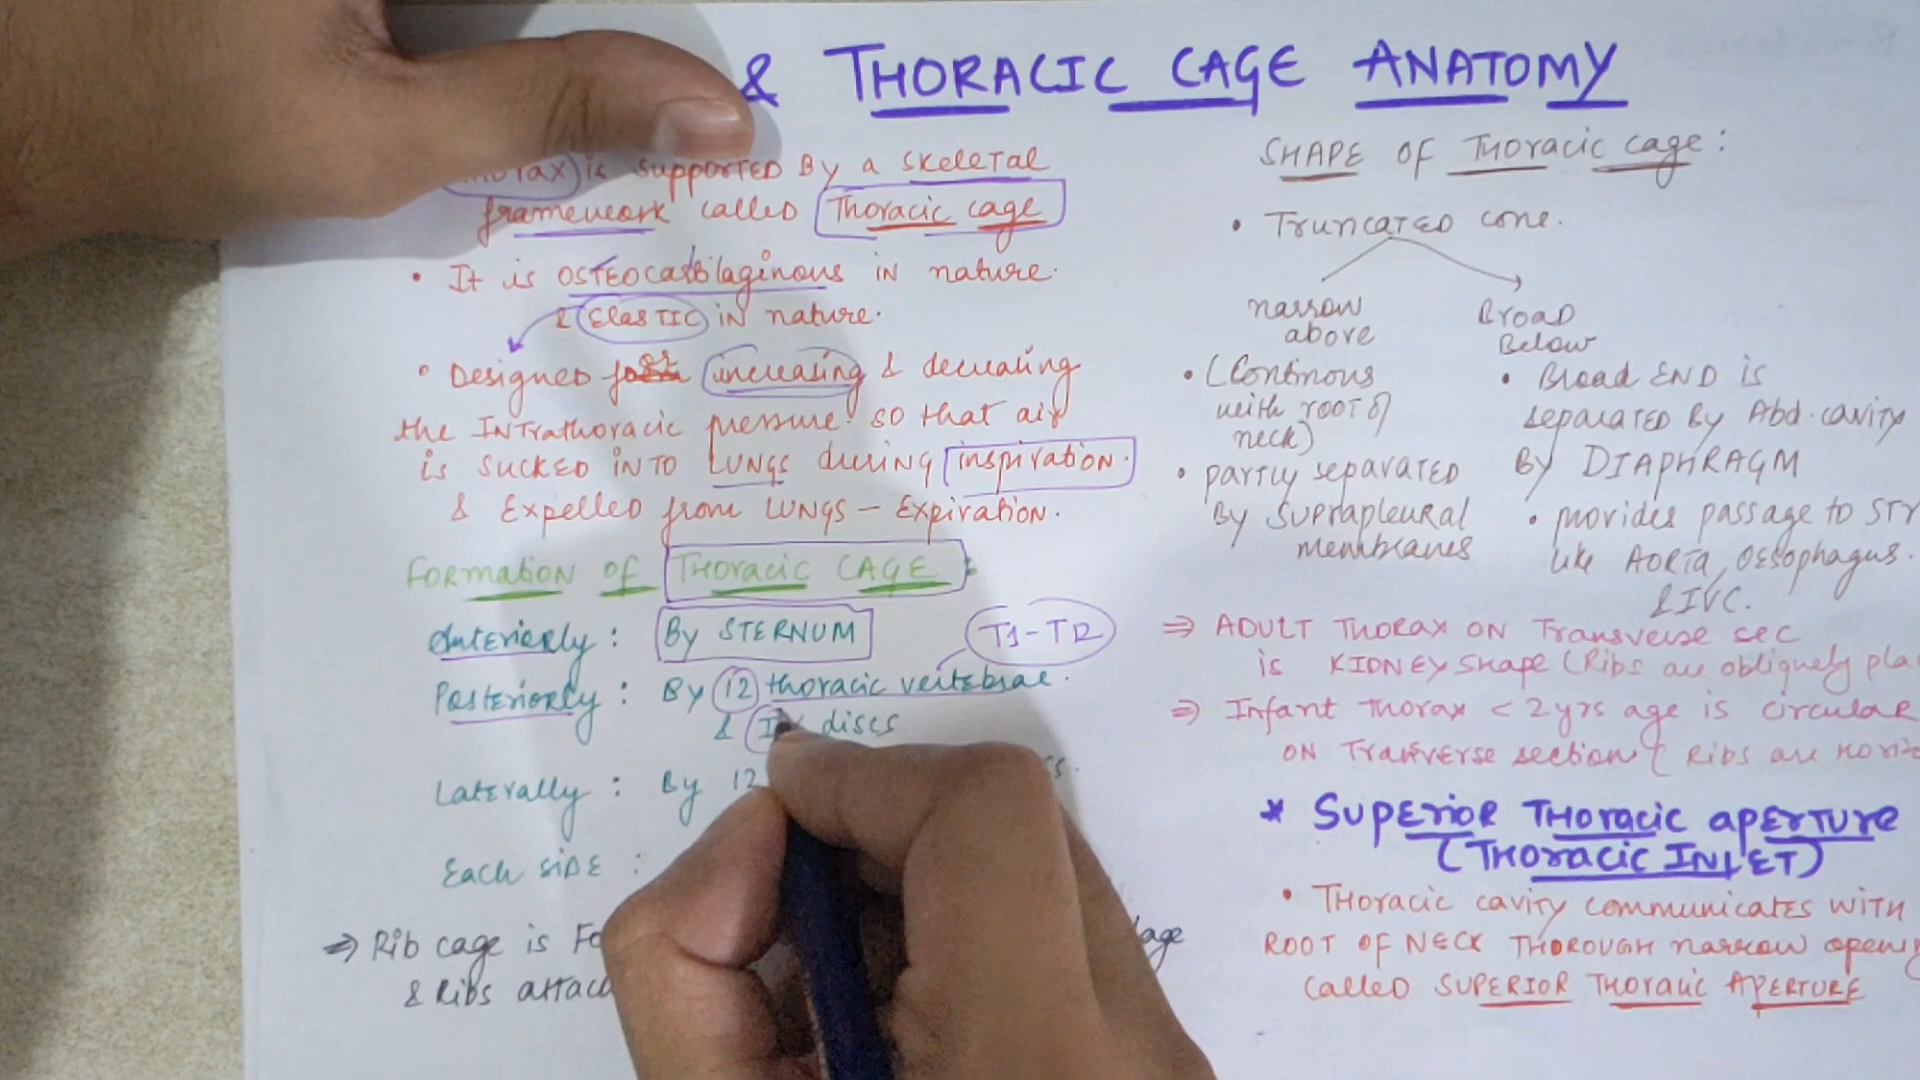 & THORACIC CAGE ANATOMY
is supported By a skeletal
framework called Thoracic cage
• It is osteocartilaginous in nature.
& Elastic in nature.
• Designed for increasing & decreasing
the Intrathoracic pressure so that air
is sucked into Lungs during inspiration.
& Expelled from Lungs – Expiration.
Formation of Thoracic CAGE :
Anteriorly : By STERNUM
T1-T12
Posteriorly : By 12 thoracic vertebrae.
& discs
Laterally : By 12
Each side :
⇒ Rib cage is
& Ribs
SHAPE OF Thoracic cage :
• Truncated cone.
narrow
above
Broad
Below
• (Continous
with root of
neck)
• partly separated
By Suprapleural
membranes
• Broad END is
separated By Abd. cavity
By DIAPHRAGM
• provides passage to STR
like Aorta, Oesophagus.
& IVC.
⇒ ADULT Thorax on Transverse sec
is KIDNEY Shape (Ribs are obliquely pla
⇒ Infant thorax < 2 yrs age is circular
on Tranverse section ( Ribs are horiz
* Superior Thoracic aperture
(Thoracic INLET)
• Thoracic cavity communicates with
ROOT OF NECK THOROUGH narrow opening
called SUPERIOR Thoracic APERTURE